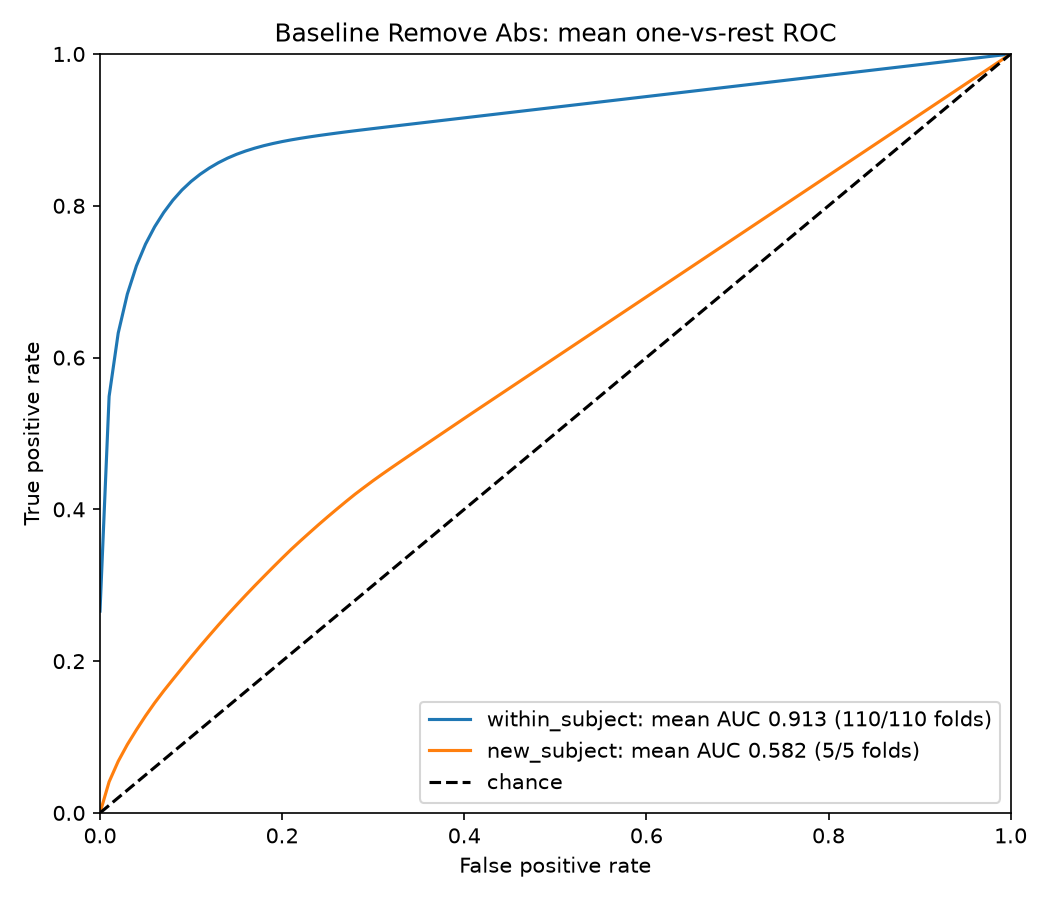 Baseline Remove Abs: mean one-vs-rest ROC
1.0
0.8
0.6
0.4
0.2
0.0
True positive rate
within_subject: mean AUC 0.913 (110/110 folds)
new_subject: mean AUC 0.582 (5/5 folds)
chance
0.0 0.2 0.4 0.6 0.8 1.0
False positive rate